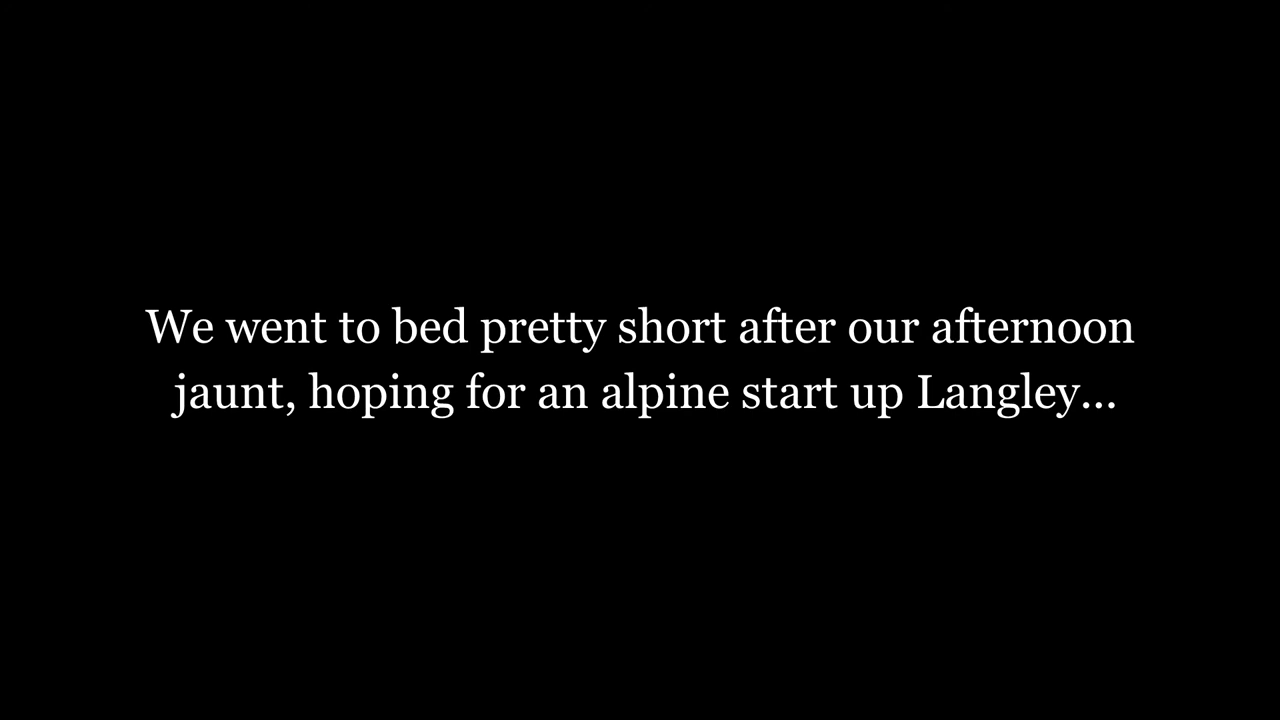 We went to bed pretty short after our afternoon
jaunt, hoping for an alpine start up Langley...